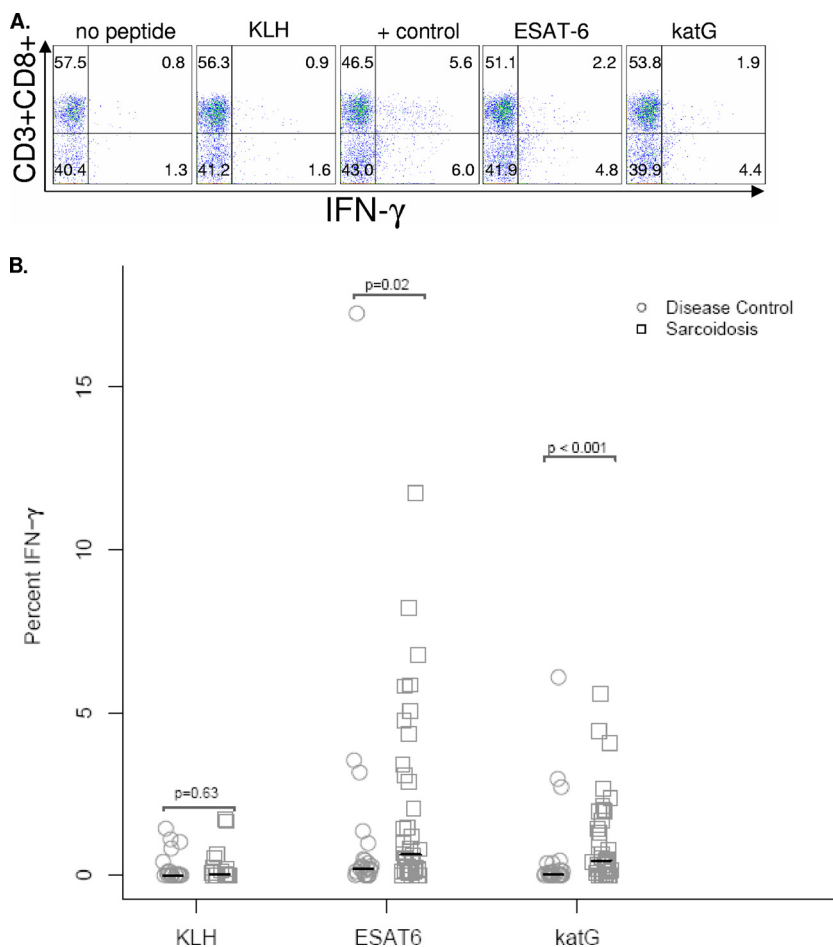 A.
no peptide KLH + control ESAT-6 katG
CD3+CD8+
57.5 0.8 56.3 0.9 46.5 5.6 51.1 2.2 53.8 1.9
40.4 1.3 41.2 1.6 43.0 6.0 41.9 4.8 39.9 4.4
IFN-γ
B.
p=0.02
Disease Control
Sarcoidosis
15
p < 0.001
10
Percent IFN-γ
5
p=0.63
0
KLH ESAT6 katG